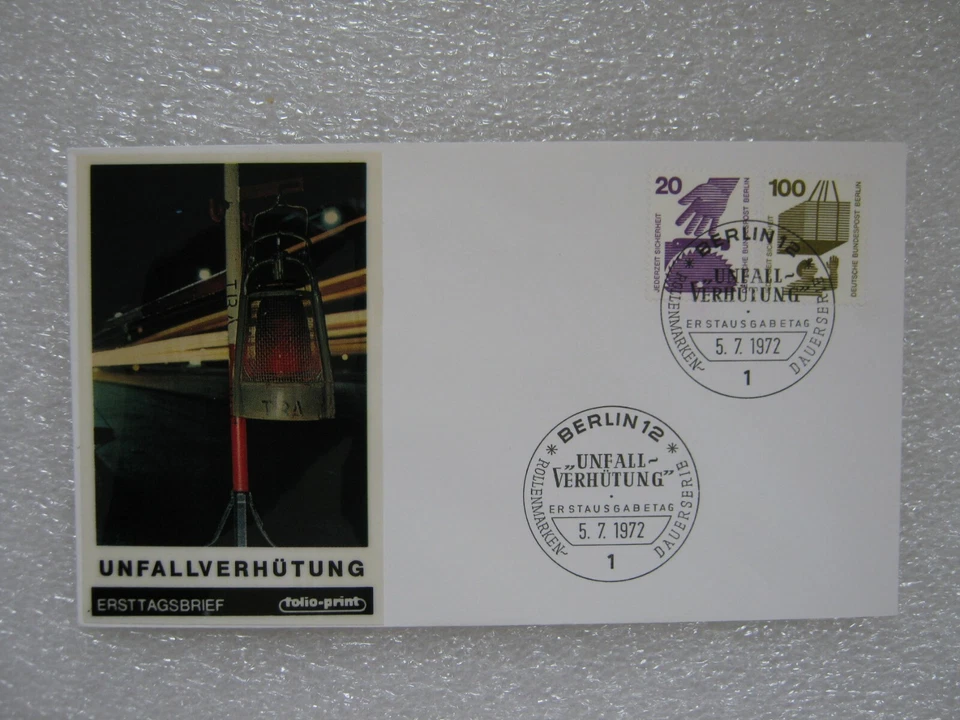 TRA
TRA
UNFALLVERHÜTUNG
ERSTTAGSBRIEF
folio-print
20
JEDERZEIT SICHERHEIT
DEUTSCHE BUNDESPOST BERLIN
100
JEDERZEIT SICHERHEIT
DEUTSCHE BUNDESPOST BERLIN
* BERLIN 12 *
„UNFALL-
VERHÜTUNG"
ERSTAUSGABETAG
5.7.1972
ROLLENMARKEN-
DAUERSERIE
1
* BERLIN 12 *
„UNFALL-
VERHÜTUNG"
ERSTAUSGABETAG
5.7.1972
ROLLENMARKEN-
DAUERSERIE
1